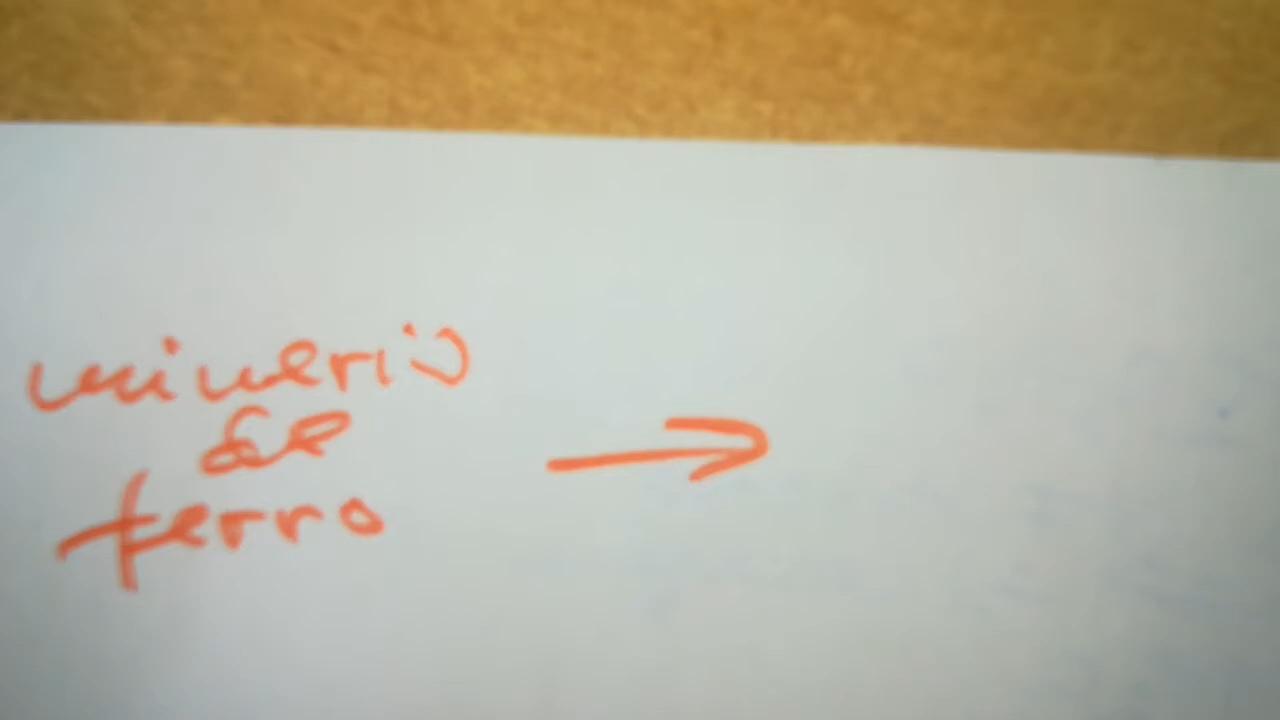 minerio
de
ferro
→